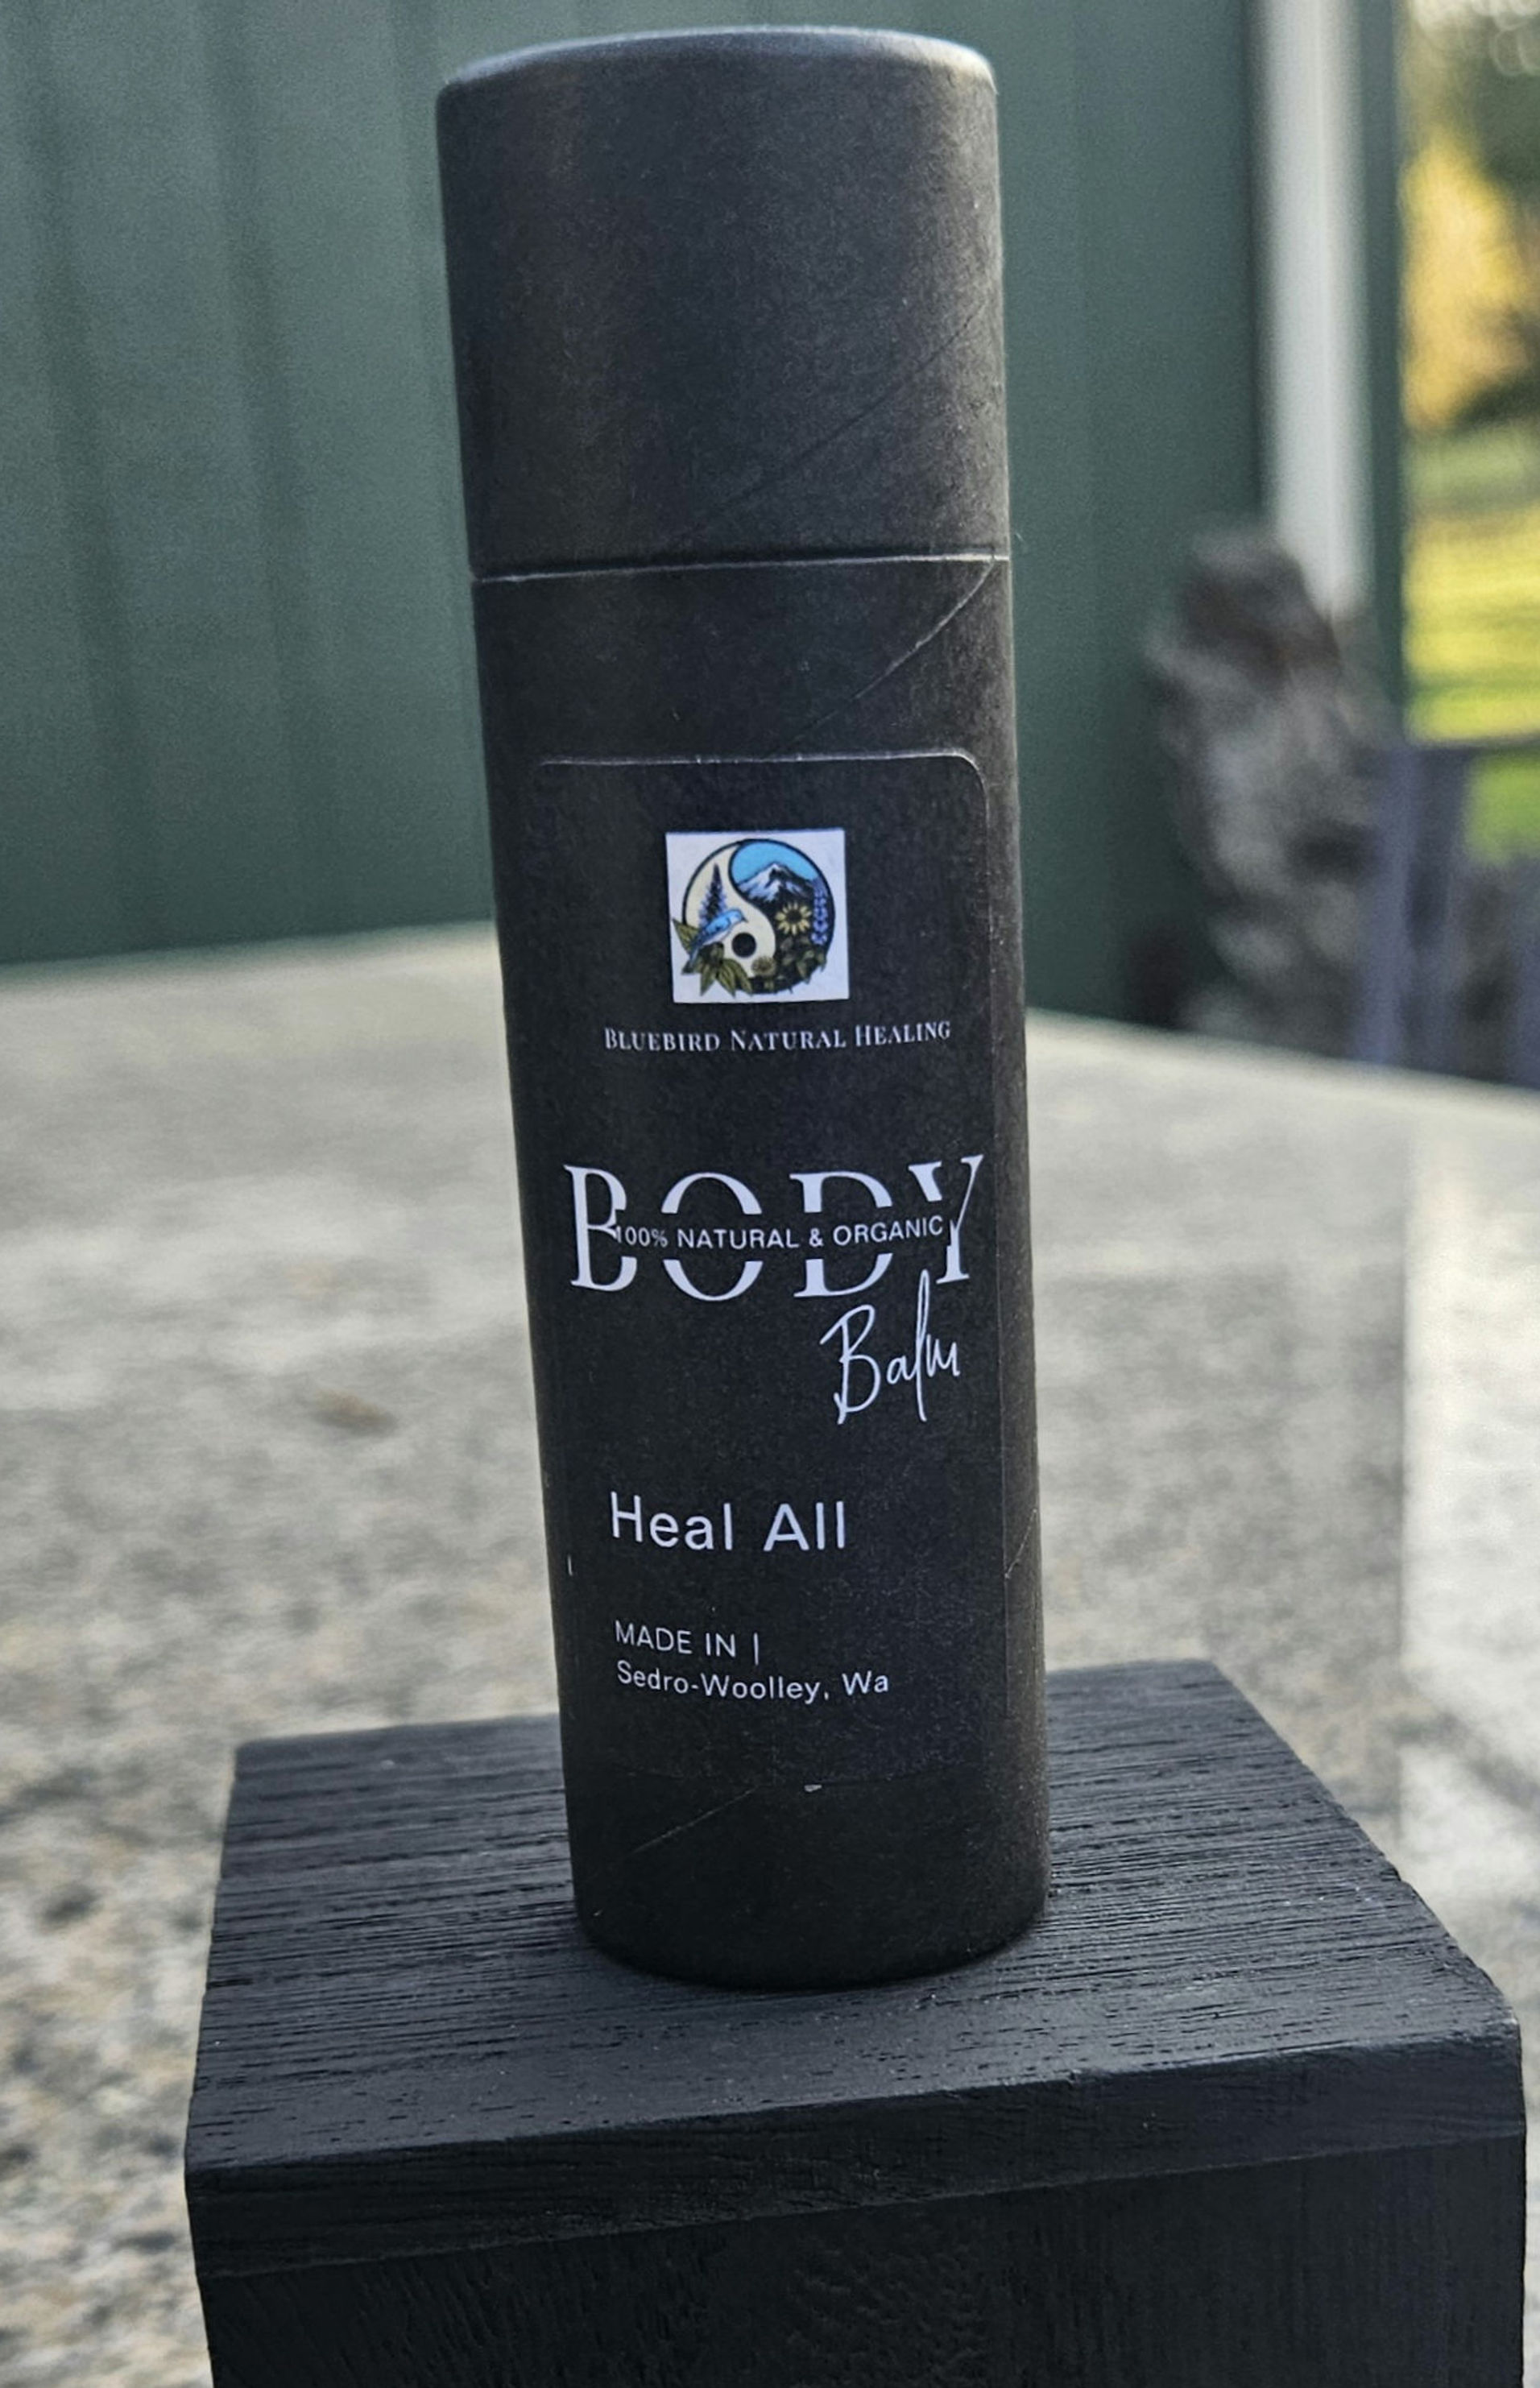 BLUEBIRD NATURAL HEALING
BODY
100% NATURAL & ORGANIC
Balm
Heal All
MADE IN |
Sedro-Woolley, Wa